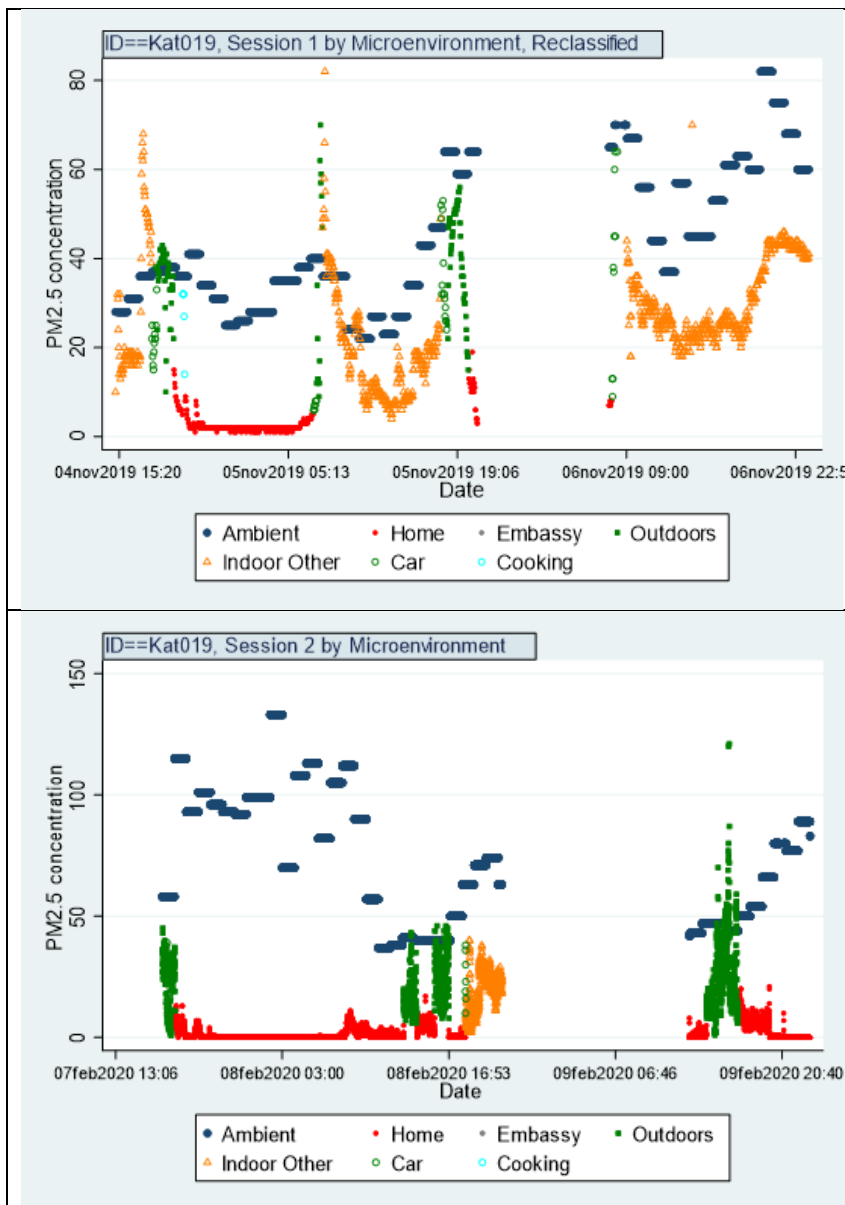 ID==Kat019, Session 1 by Microenvironment, Reclassified
80
60
40
20
0
PM2.5 concentration
04nov2019 15:20 05nov2019 05:13 05nov2019 19:06 06nov2019 09:00 06nov2019 22:5
Date
Ambient Home Embassy Outdoors
Indoor Other Car Cooking
ID==Kat019, Session 2 by Microenvironment
150
100
50
0
PM2.5 concentration
07feb2020 13:06 08feb2020 03:00 08feb2020 16:53 09feb2020 06:46 09feb2020 20:40
Date
Ambient Home Embassy Outdoors
Indoor Other Car Cooking